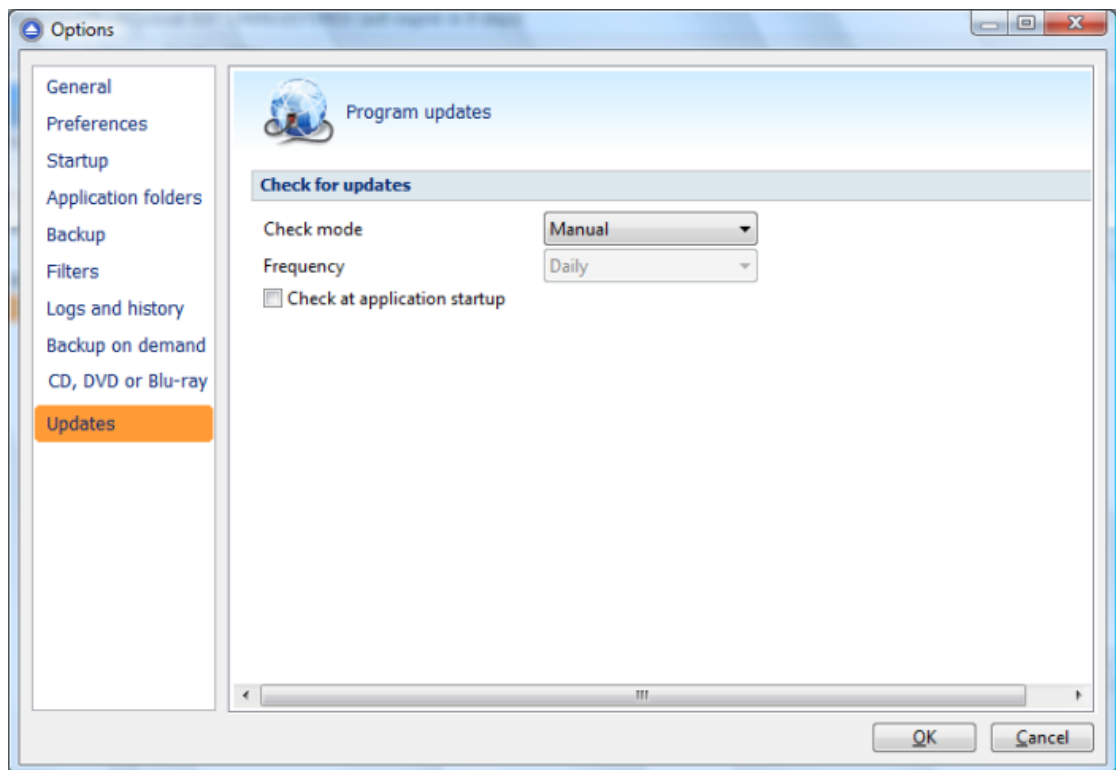 Options
General
Preferences
Startup
Application folders
Backup
Filters
Logs and history
Backup on demand
CD, DVD or Blu-ray
Updates
Program updates
Check for updates
Check mode
Manual
Frequency
Daily
Check at application startup
OK
Cancel